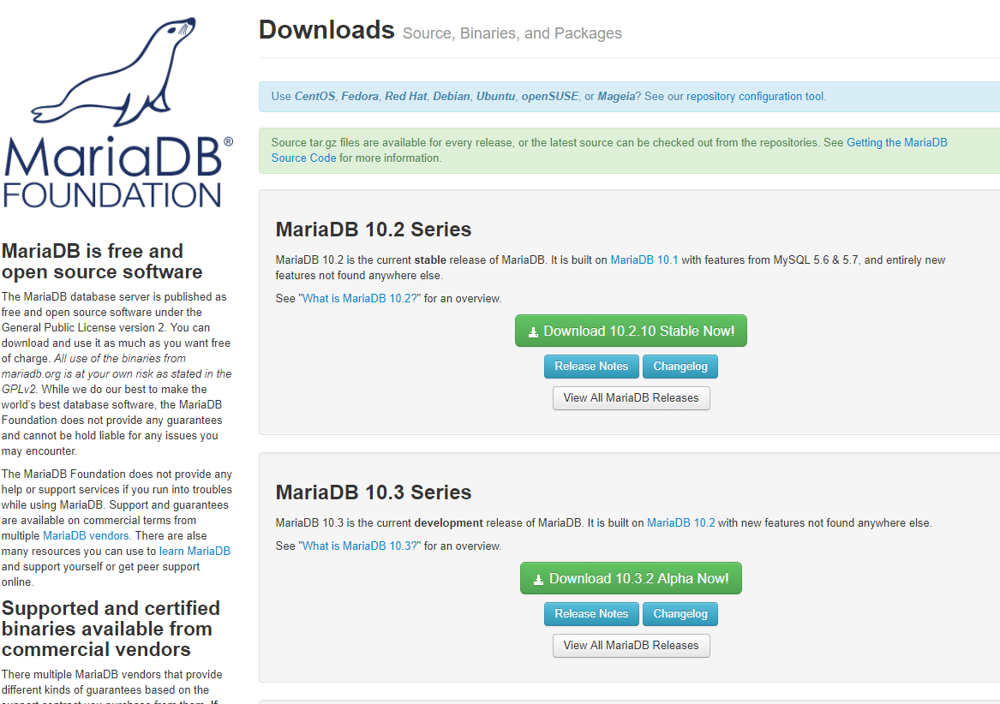 MariaDB®
FOUNDATION
MariaDB is free and
open source software
The MariaDB database server is published as
free and open source software under the
General Public License version 2. You can
download and use it as much as you want free
of charge. All use of the binaries from
mariadb.org is at your own risk as stated in the
GPLv2. While we do our best to make the
world's best database software, the MariaDB
Foundation does not provide any guarantees
and cannot be hold liable for any issues you
may encounter.
The MariaDB Foundation does not provide any
help or support services if you run into troubles
while using MariaDB. Support and guarantees
are available on commercial terms from
multiple MariaDB vendors. There are alse
many resources you can use to learn MariaDB
and support yourself or get peer support
online.
Supported and certified
binaries available from
commercial vendors
There multiple MariaDB vendors that provide
different kinds of guarantees based on the
support contract you purchase from them. If
Downloads Source, Binaries, and Packages
Use CentOS, Fedora, Red Hat, Debian, Ubuntu, openSUSE, or Mageia? See our repository configuration tool.
Source tar.gz files are available for every release, or the latest source can be checked out from the repositories. See Getting the MariaDB
Source Code for more information.
MariaDB 10.2 Series
MariaDB 10.2 is the current stable release of MariaDB. It is built on MariaDB 10.1 with features from MySQL 5.6 & 5.7, and entirely new
features not found anywhere else.
See "What is MariaDB 10.2?" for an overview.
Download 10.2.10 Stable Now!
Release Notes Changelog
View All MariaDB Releases
MariaDB 10.3 Series
MariaDB 10.3 is the current development release of MariaDB. It is built on MariaDB 10.2 with new features not found anywhere else.
See "What is MariaDB 10.3?" for an overview.
Download 10.3.2 Alpha Now!
Release Notes Changelog
View All MariaDB Releases